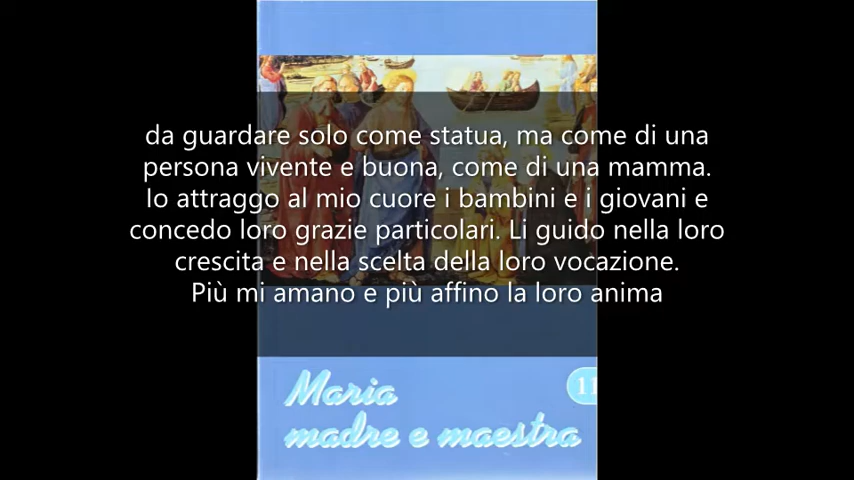 da guardare solo come statua, ma come di una
persona vivente e buona, come di una mamma.
Io attraggo al mio cuore i bambini e i giovani e
concedo loro grazie particolari. Li guido nella loro
crescita e nella scelta della loro vocazione.
Più mi amano e più affino la loro anima
Maria
11
madre e maestra